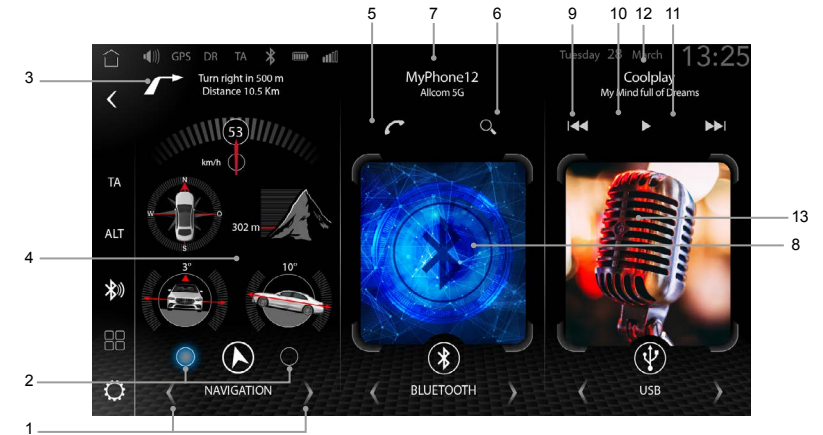 5
7
6
9
10
12
11
GPS DR TA
Tuesday 28 March
13:25
3
Turn right in 500 m
Distance 10.5 Km
MyPhone12
Allcom 5G
Coolplay
My Mind full of Dreams
53
km/h
TA
N
W
O
S
ALT
302 m
13
8
4
3°
10°
2
NAVIGATION
BLUETOOTH
USB
1